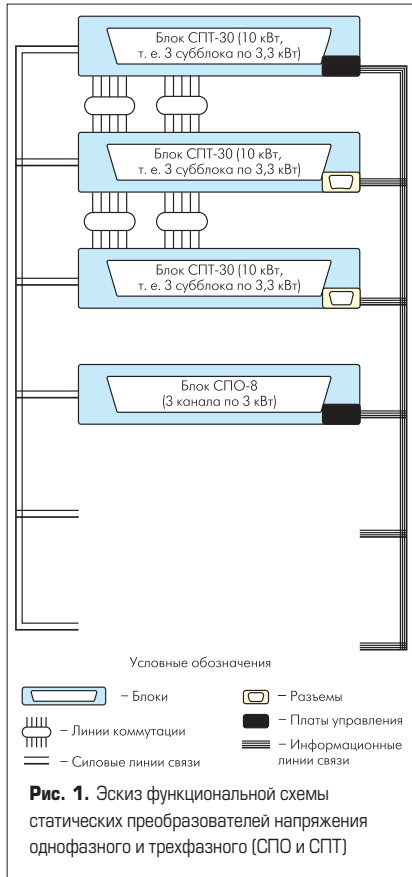 Блок СПТ-30 (10 кВт,
т. е. 3 субблока по 3,3 кВт)
Блок СПТ-30 (10 кВт,
т. е. 3 субблока по 3,3 кВт)
Блок СПТ-30 (10 кВт,
т. е. 3 субблока по 3,3 кВт)
Блок СПО-8
(3 канала по 3 кВт)
Условные обозначения
– Блоки
– Разъемы
– Линии коммутации
– Платы управления
– Силовые линии связи
– Информационные
линии связи
Рис. 1. Эскиз функциональной схемы
статических преобразователей напряжения
однофазного и трехфазного (СПО и СПТ)